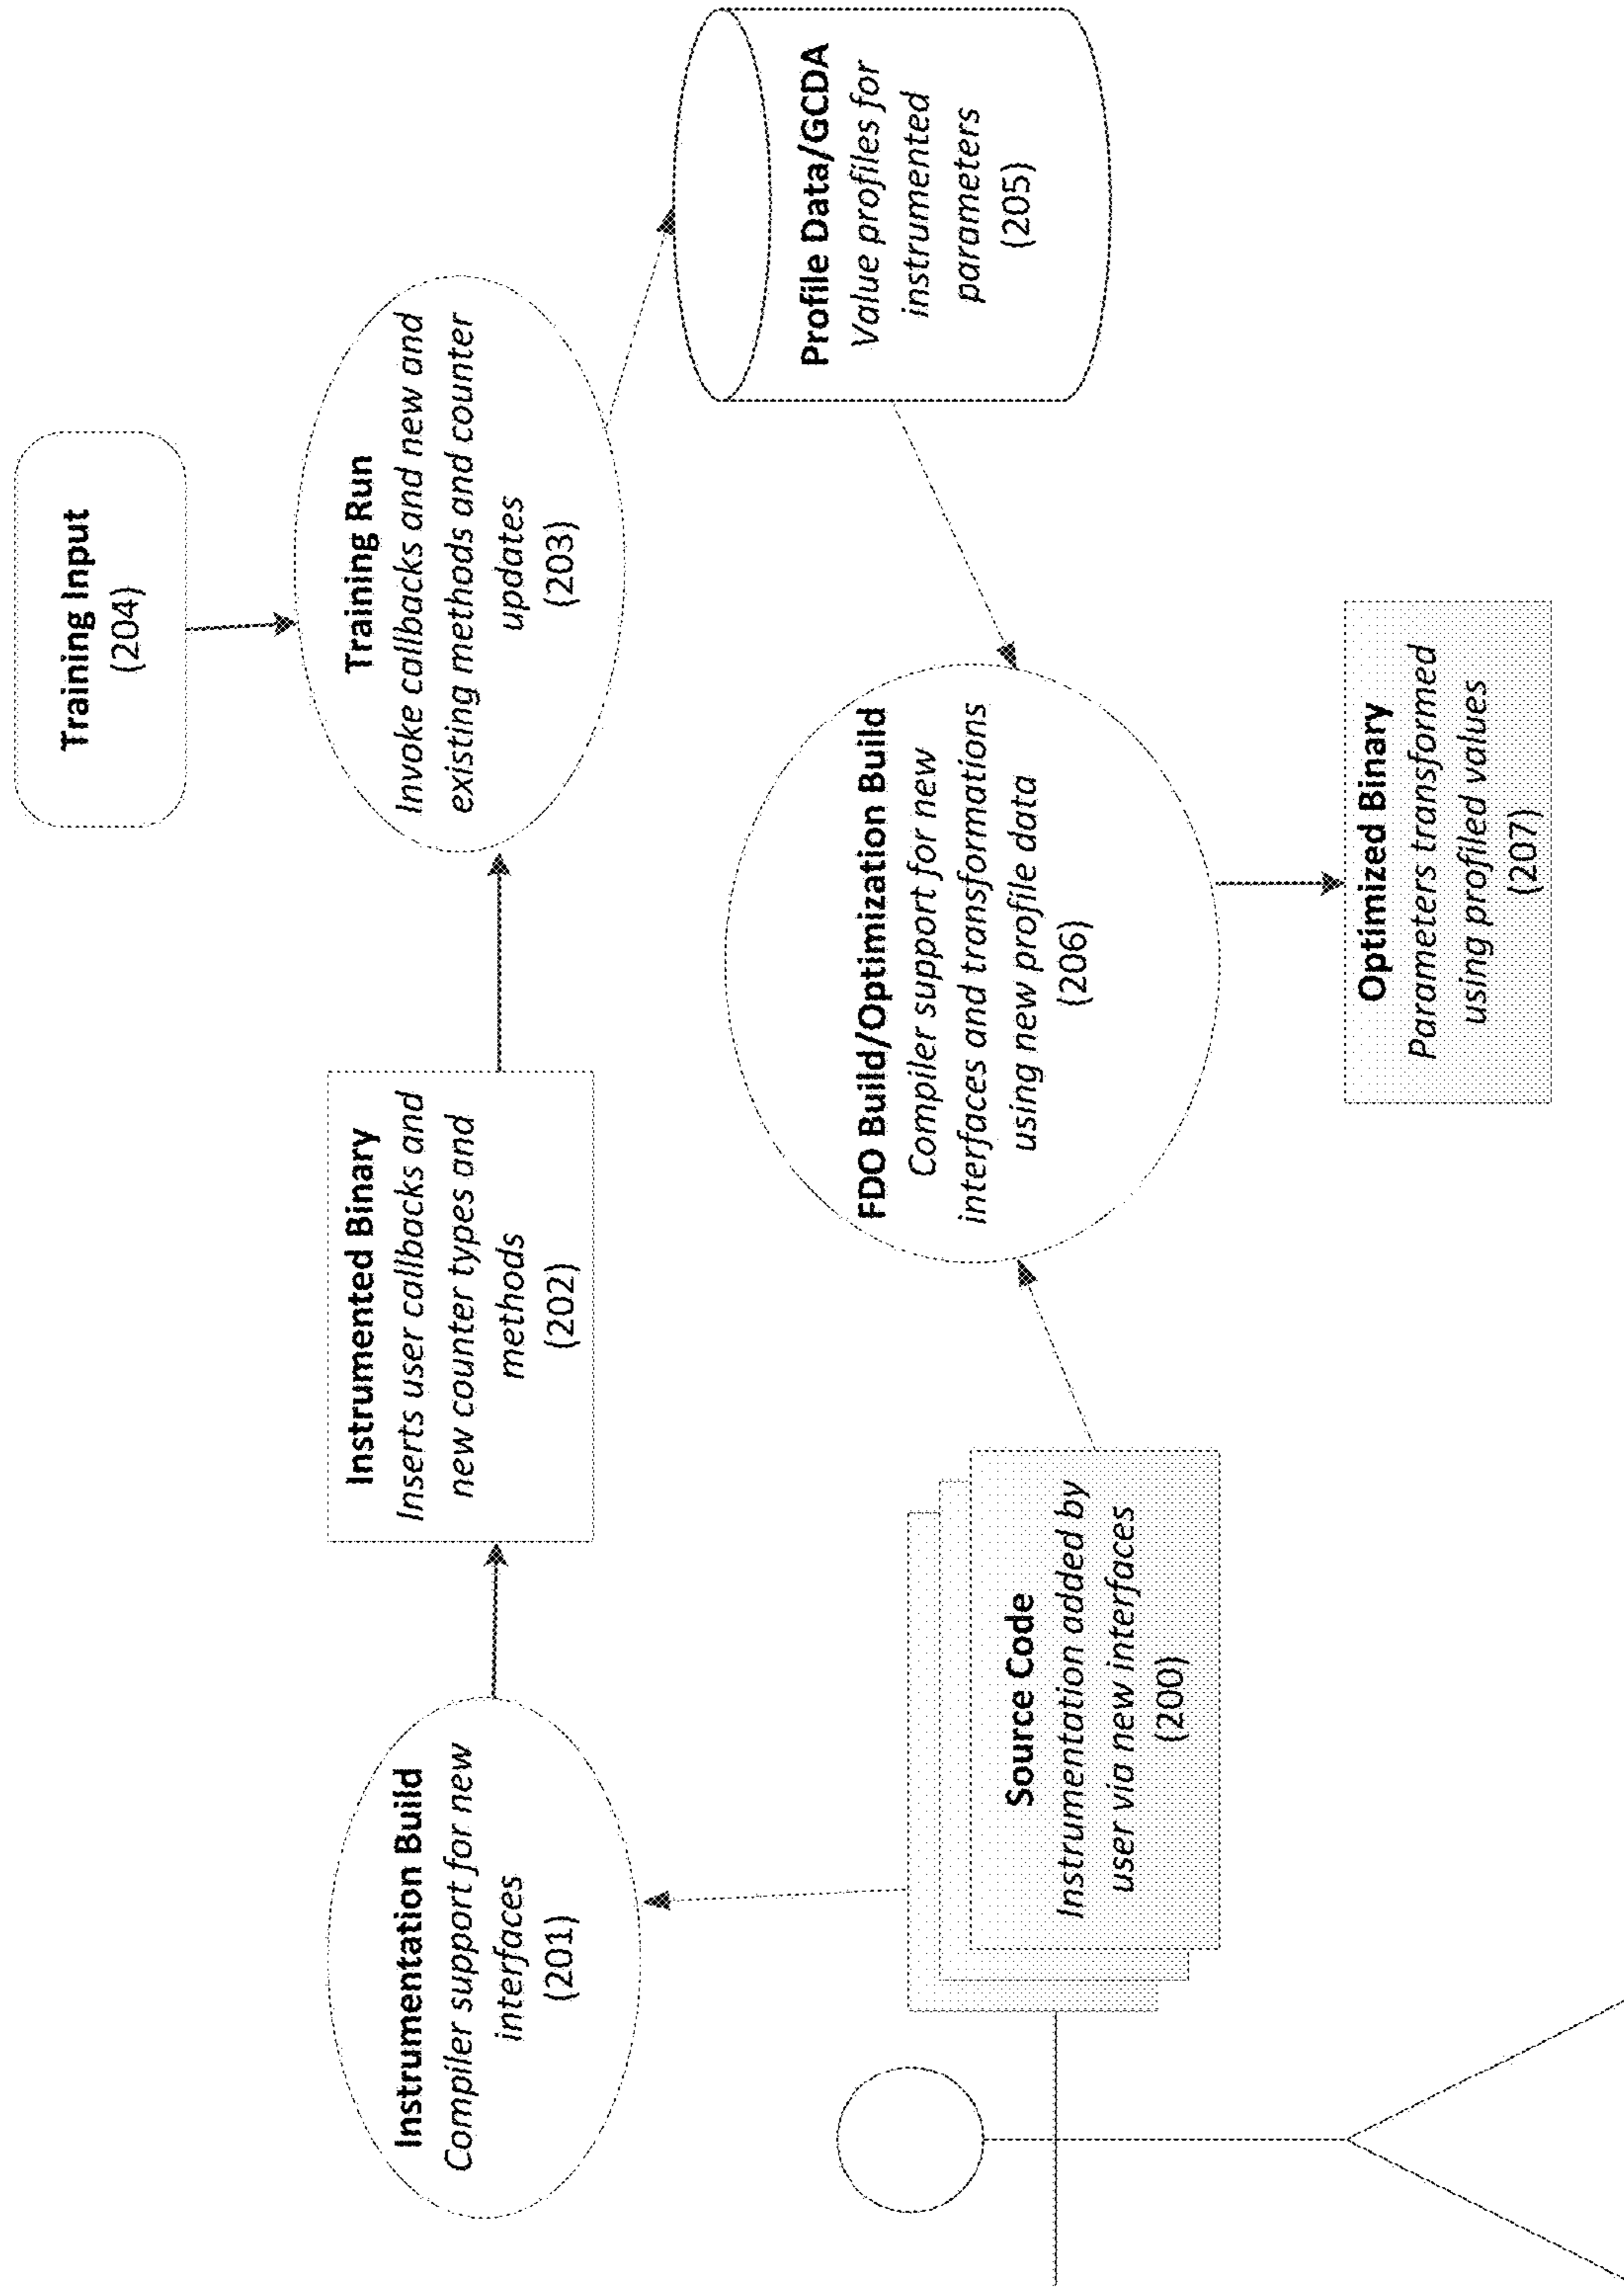 Training Input
(204)
Instrumentation Build
Compiler support for new
interfaces
(201)
Instrumented Binary
Inserts user callbacks and
new counter types and
methods
(202)
Training Run
Invoke callbacks and new and
existing methods and counter
updates
(203)
Profile Data/GCDA
Value profiles for
instrumented
parameters
(205)
Source Code
Instrumentation added by
user via new interfaces
(200)
FDO Build/Optimization Build
Compiler support for new
interfaces and transformations
using new profile data
(206)
Optimized Binary
Parameters transformed
using profiled values
(207)